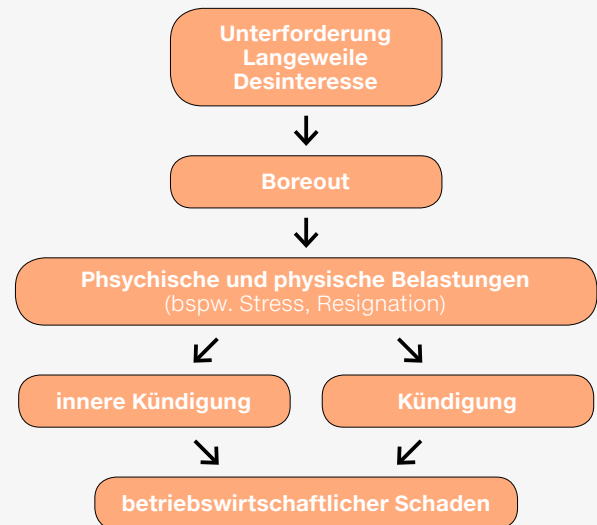 Unterforderung
Langeweile
Desinteresse
Boreout
Phsychische und physische Belastungen
(bspw. Stress, Resignation)
innere Kündigung
Kündigung
betriebswirtschaftlicher Schaden